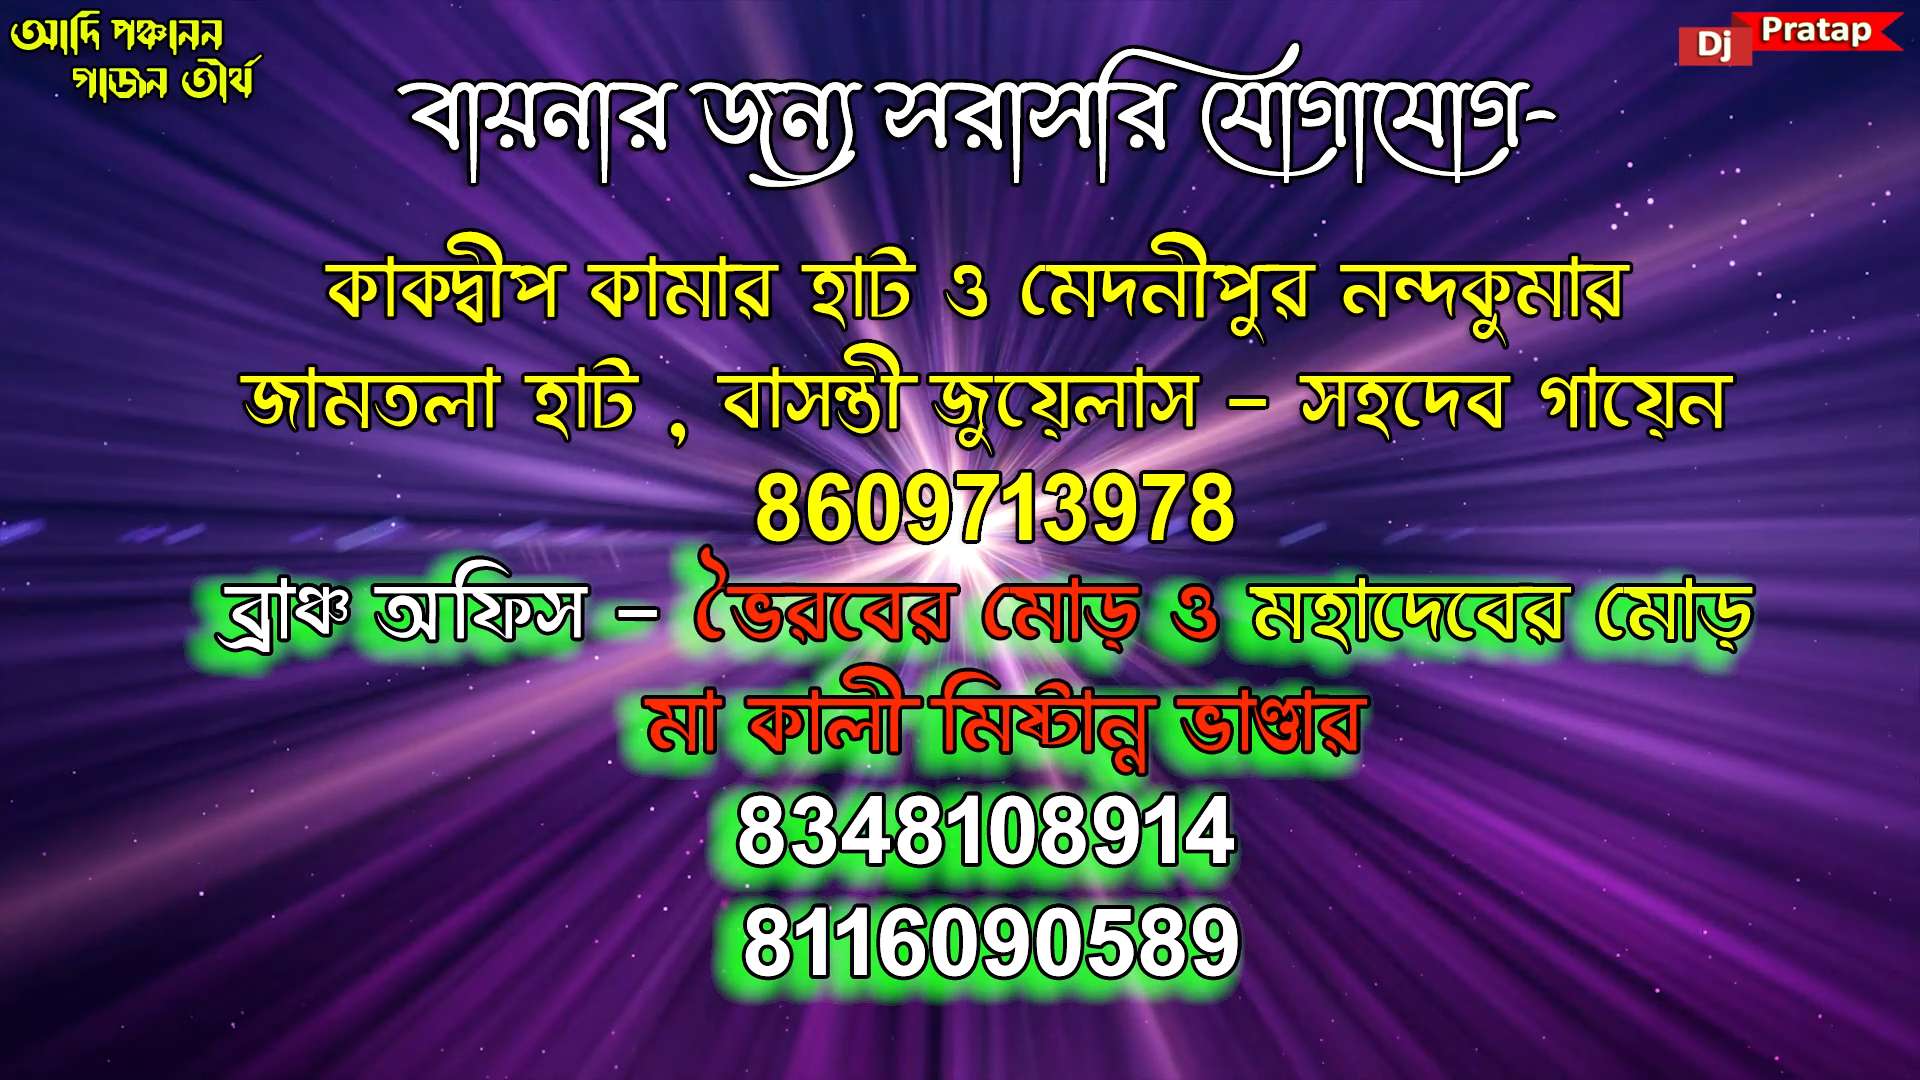 আদি পঞ্চানন
গাজন তীর্থ
Dj Pratap
বায়নার জন্য সরাসরি যোগাযোগ-
কাকদ্বীপ কামার হাট ও মেদনীপুর নন্দকুমার
জামতলা হাট , বাসন্তী জুয়েলাস - সহদেব গায়েন
8609713978
ব্রাঞ্চ অফিস - ভৈরবের মোড় ও মহাদেবের মোড়
মা কালী মিষ্টান্ন ভাণ্ডার
8348108914
8116090589